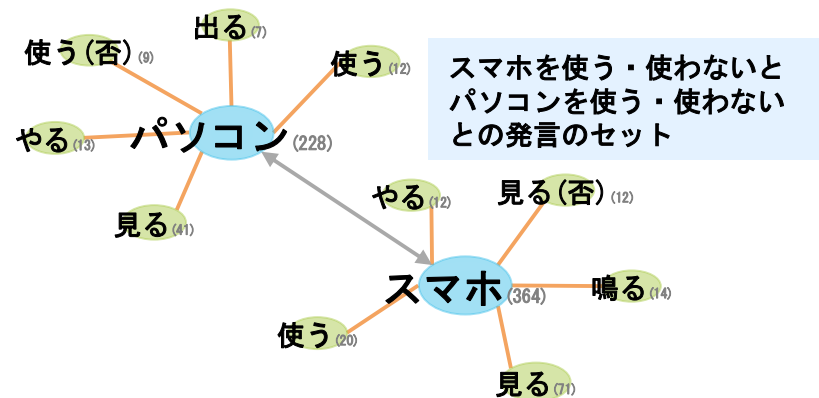 出る(7)
使う(否)(9)
使う(12)
スマホを使う・使わないと
パソコンを使う・使わない
との発言のセット
やる(13)
パソコン(228)
見る(41)
やる(12)
見る(否)(12)
スマホ(364)
鳴る(14)
使う(20)
見る(71)